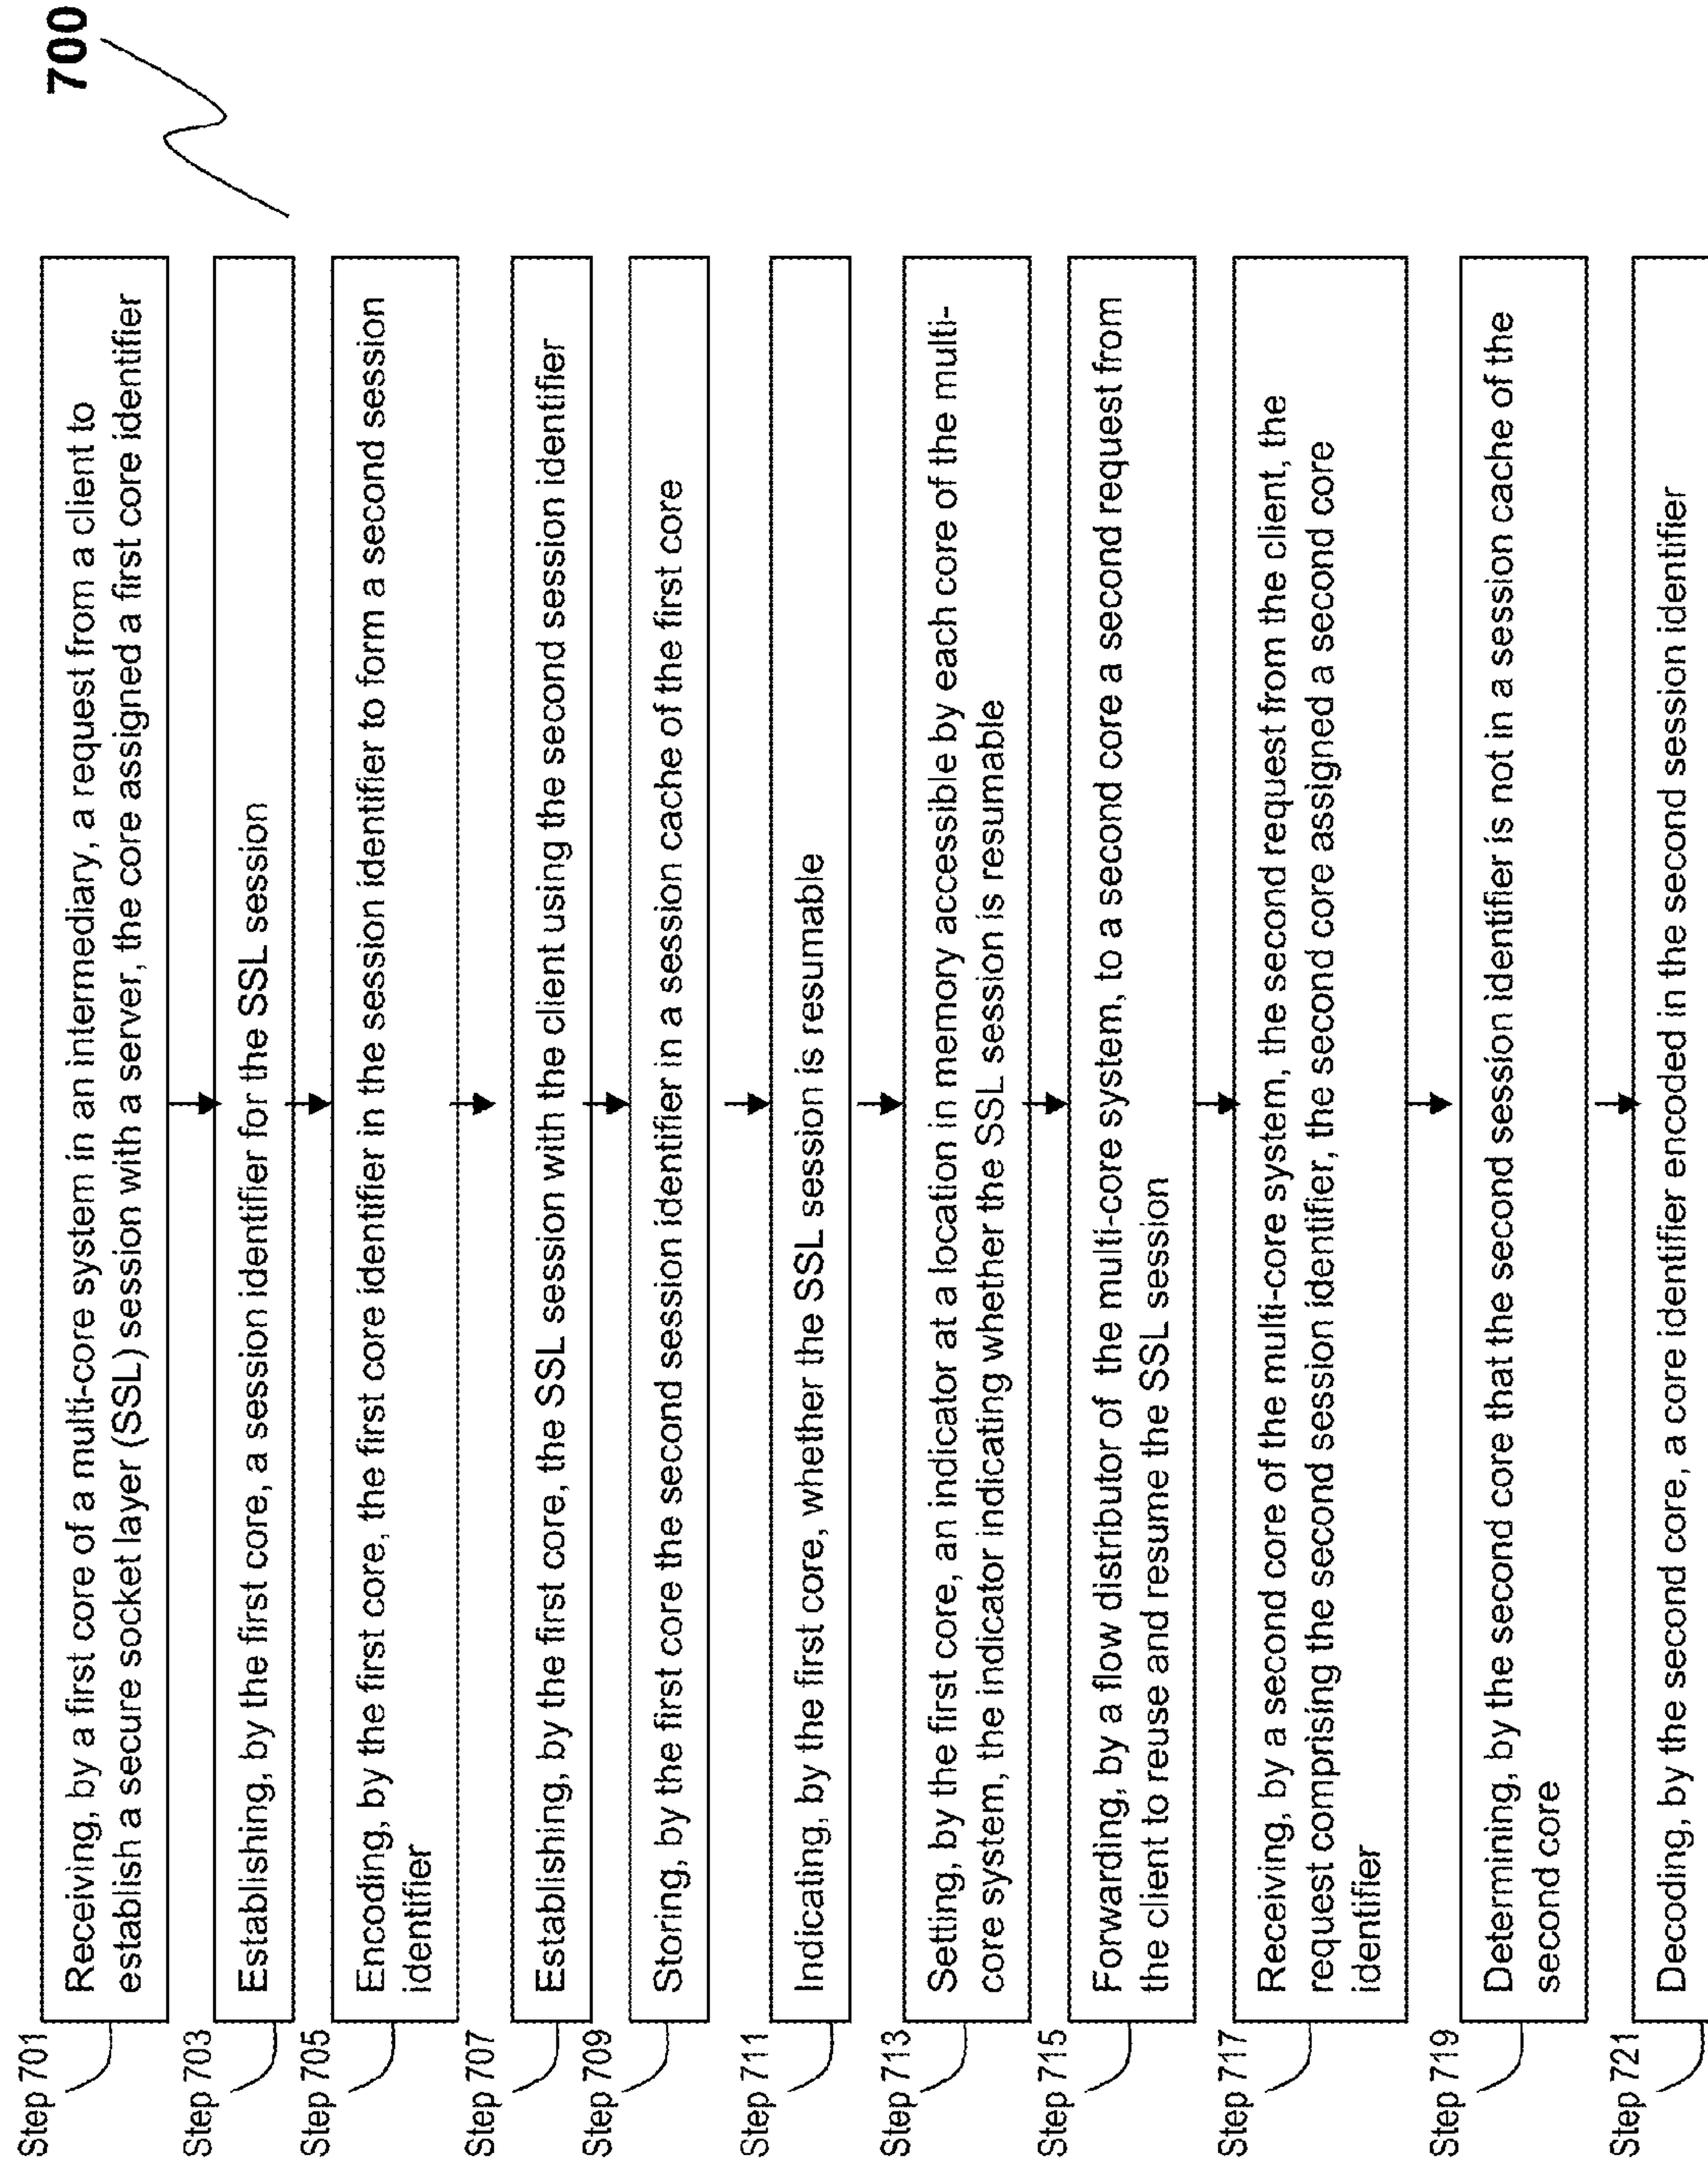 700
Step 701
Receiving, by a first core of a multi-core system in an intermediary, a request from a client to
establish a secure socket layer (SSL) session with a server, the core assigned a first core identifier
Step 703
Establishing, by the first core, a session identifier for the SSL session
Step 705
Encoding, by the first core, the first core identifier in the session identifier to form a second session
identifier
Step 707
Establishing, by the first core, the SSL session with the client using the second session identifier
Step 709
Storing, by the first core the second session identifier in a session cache of the first core
Step 711
Indicating, by the first core, whether the SSL session is resumable
Step 713
Setting, by the first core, an indicator at a location in memory accessible by each core of the multi-
core system, the indicator indicating whether the SSL session is resumable
Step 715
Forwarding, by a flow distributor of the multi-core system, to a second core a second request from
the client to reuse and resume the SSL session
Step 717
Receiving, by a second core of the multi-core system, the second request from the client, the
request comprising the second session identifier, the second core assigned a second core
identifier
Step 719
Determining, by the second core that the second session identifier is not in a session cache of the
second core
Step 721
Decoding, by the second core, a core identifier encoded in the second session identifier